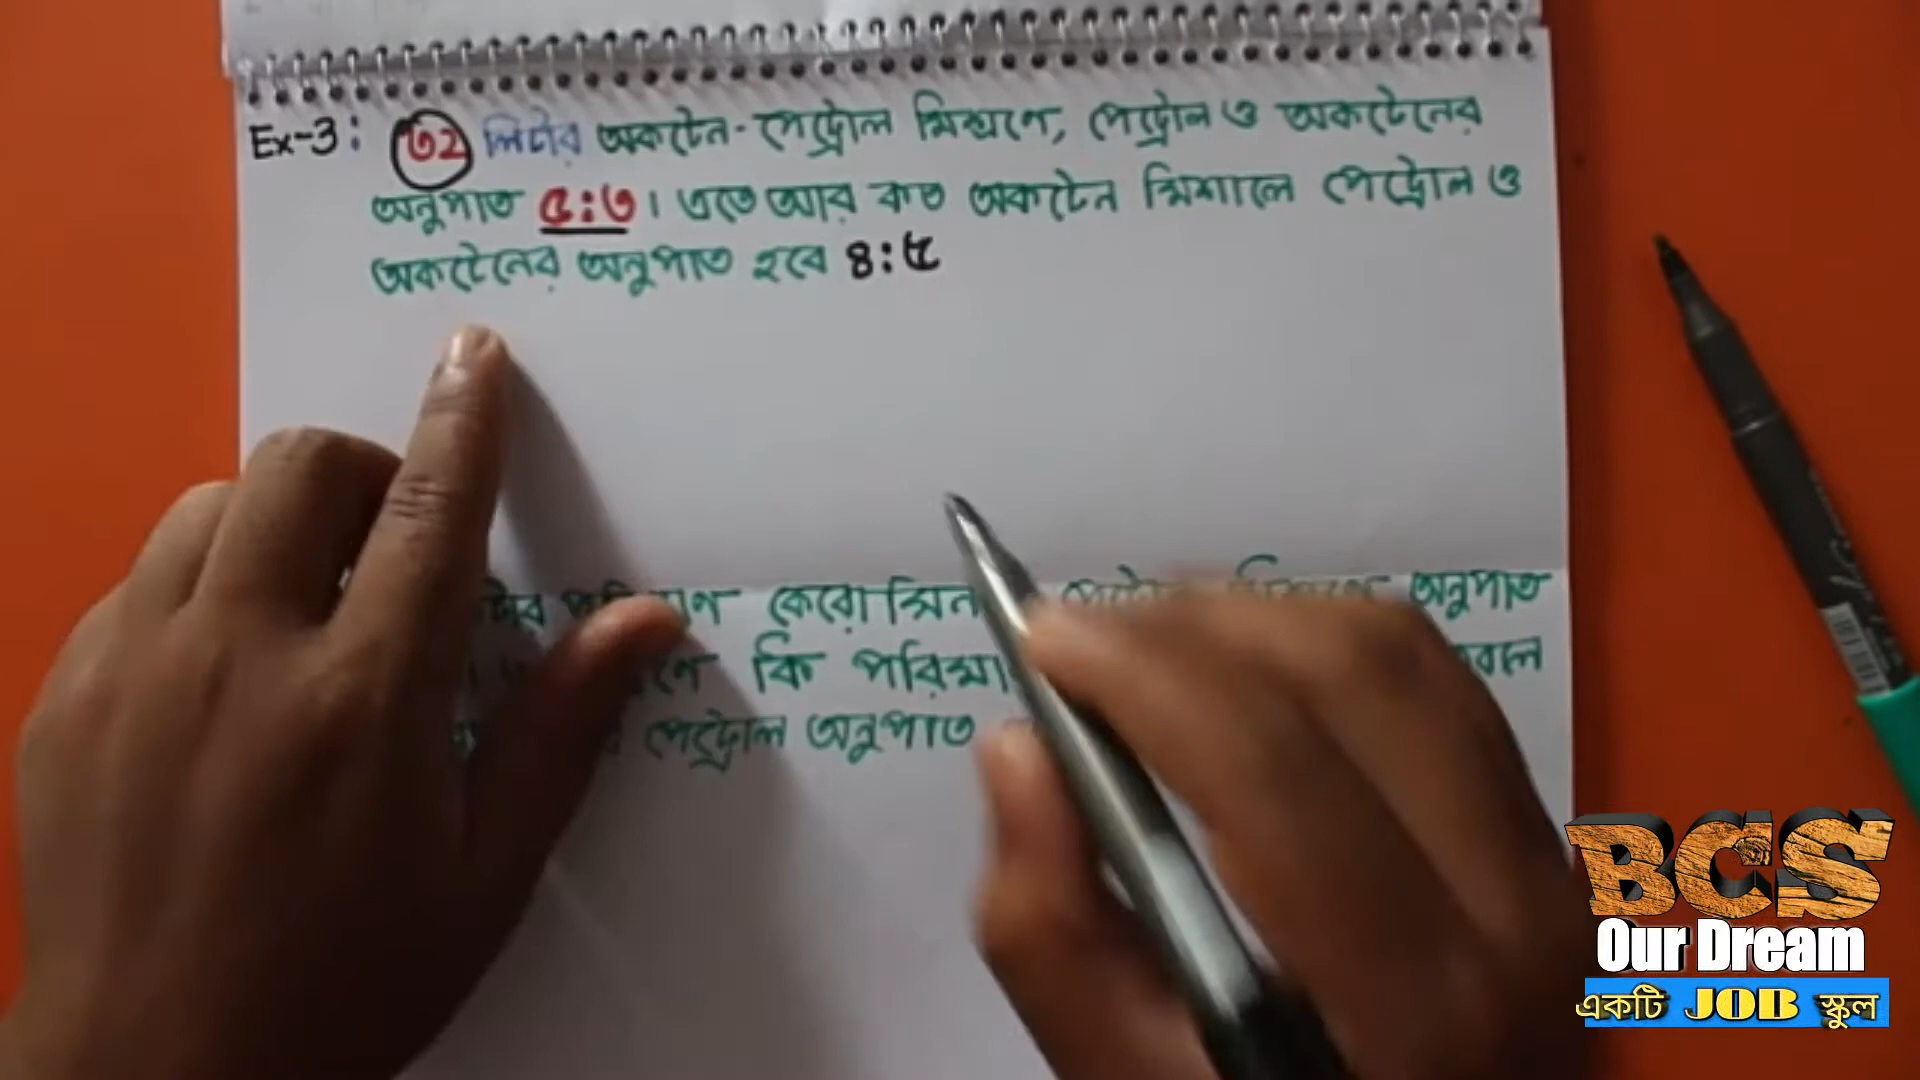 Ex-3: ৩২ লিটার অকটেন-পেট্রোল মিশ্রণে, পেট্রোল ও অকটেনের
অনুপাত ৫:৩। এতে আর কত অকটেন মিশালে পেট্রোল ও
অকটেনের অনুপাত হবে ৪:৫
কেরোসিন অনুপাত
কি
পেট্রোল অনুপাত
BCS
Our Dream
একটি JOB স্কুল